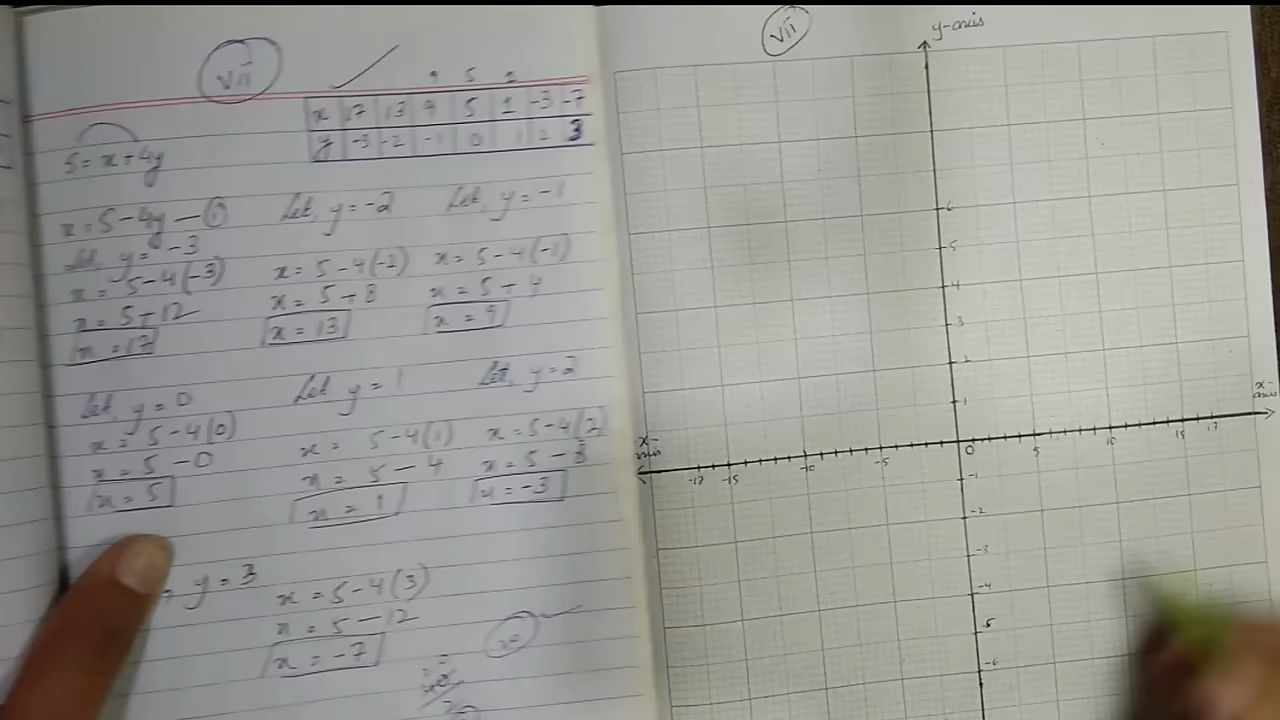 vii
9 5 1
x 17 13 9 5 1 -3 -7
y -3 -2 -1 0 1 2 3
5 = x + 4y
x = 5 - 4y — ①
Let, y = -3
x = 5 - 4(-3)
x = 5 + 12
x = 17
Let, y = -2
x = 5 - 4(-2)
x = 5 + 8
x = 13
Let, y = -1
x = 5 - 4(-1)
x = 5 + 4
x = 9
Let, y = 0
x = 5 - 4(0)
x = 5 - 0
x = 5
Let y = 1
x = 5 - 4(1)
x = 5 - 4
x = 1
Let, y = 2
x = 5 - 4(2)
x = 5 - 8
x = -3
, y = 3
x = 5 - 4(3)
x = 5 - 12
x = -7
vii
y-axis
6
5
4
3
2
1
x-axis
x-axis
-17 -15 -10 -5 0 5 10 15 17
-1
-2
-3
-4
-5
-6